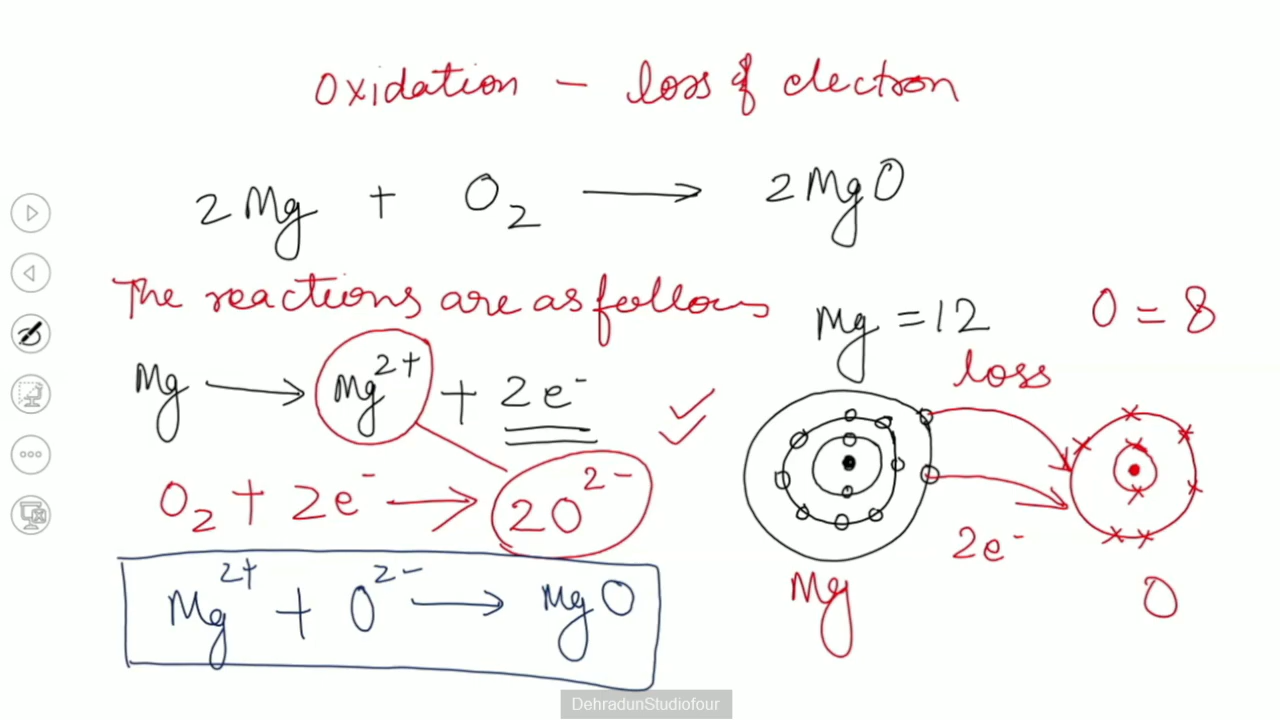 Oxidation – loss of electron
2Mg + O₂ → 2MgO
The reactions are as follows
Mg = 12
O = 8
Mg → Mg²⁺ + 2e⁻
loss
O₂ + 2e⁻ → 2O²⁻
2e⁻
Mg²⁺ + O²⁻ → MgO
Mg
O
DehradunStudiofour